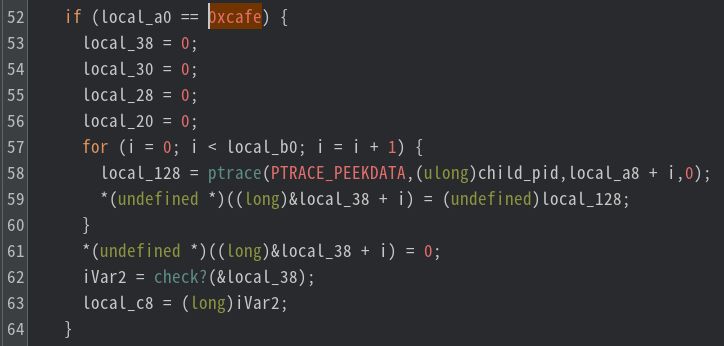 52 if (local_a0 == 0xcafe) {
53 local_38 = 0;
54 local_30 = 0;
55 local_28 = 0;
56 local_20 = 0;
57 for (i = 0; i < local_b0; i = i + 1) {
58 local_128 = ptrace(PTRACE_PEEKDATA,(ulong)child_pid,local_a8 + i,0);
59 *(undefined *)((long)&local_38 + i) = (undefined)local_128;
60 }
61 *(undefined *)((long)&local_38 + i) = 0;
62 iVar2 = check?(&local_38);
63 local_c8 = (long)iVar2;
64 }